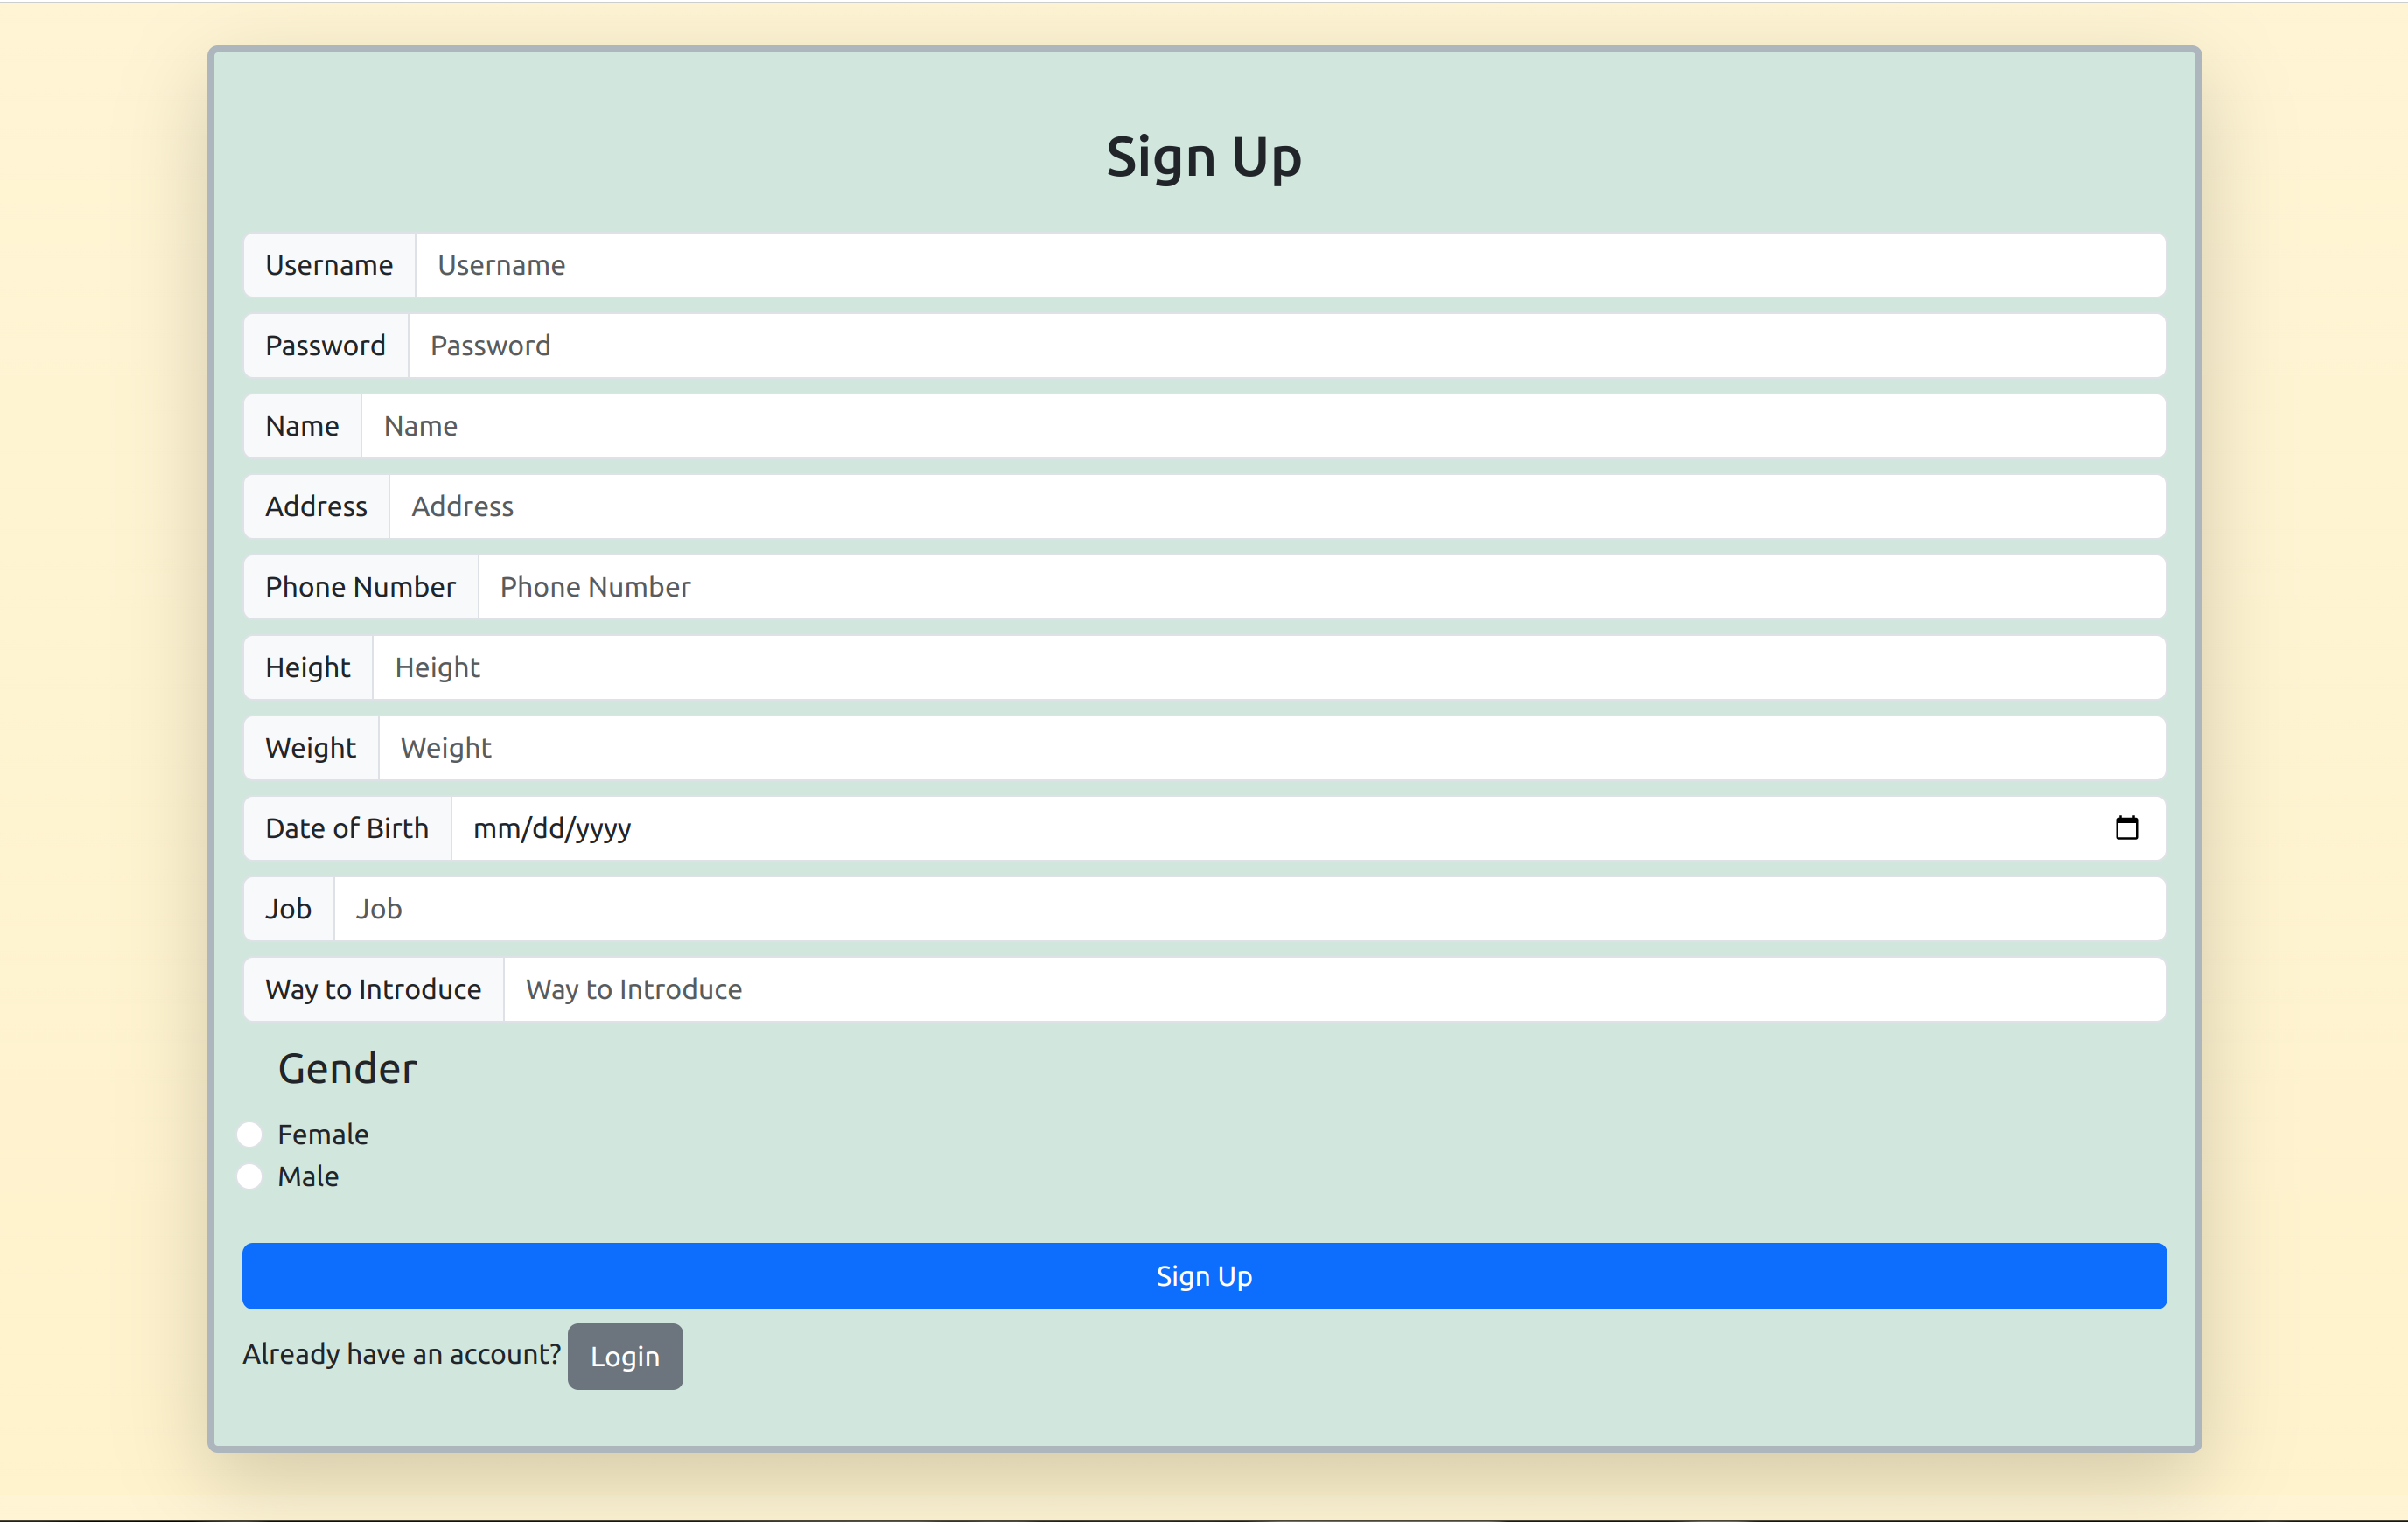 Sign Up
Username Username
Password Password
Name Name
Address Address
Phone Number Phone Number
Height Height
Weight Weight
Date of Birth mm/dd/yyyy
Job Job
Way to Introduce Way to Introduce
Gender
Female
Male
Sign Up
Already have an account? Login